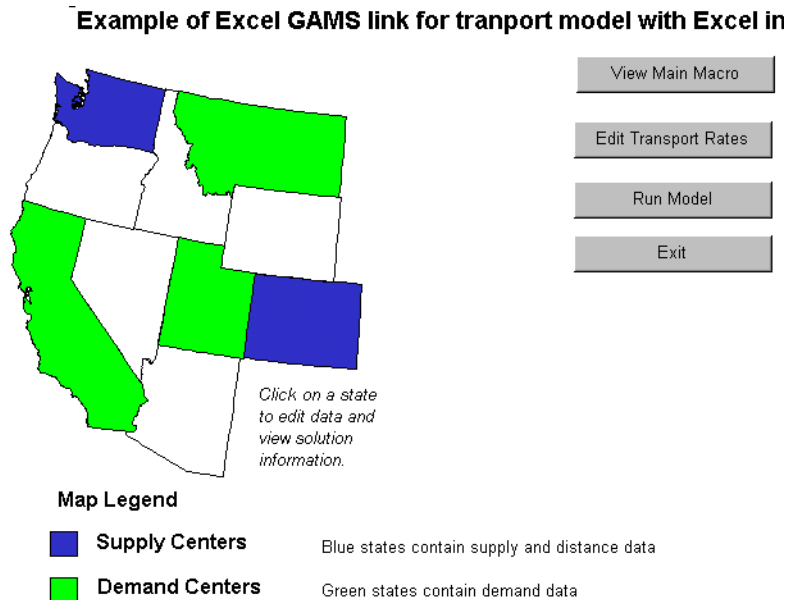 Example of Excel GAMS link for tranport model with Excel in
View Main Macro
Edit Transport Rates
Run Model
Exit
Click on a state
to edit data and
view solution
information.
Map Legend
Supply Centers
Blue states contain supply and distance data
Demand Centers
Green states contain demand data